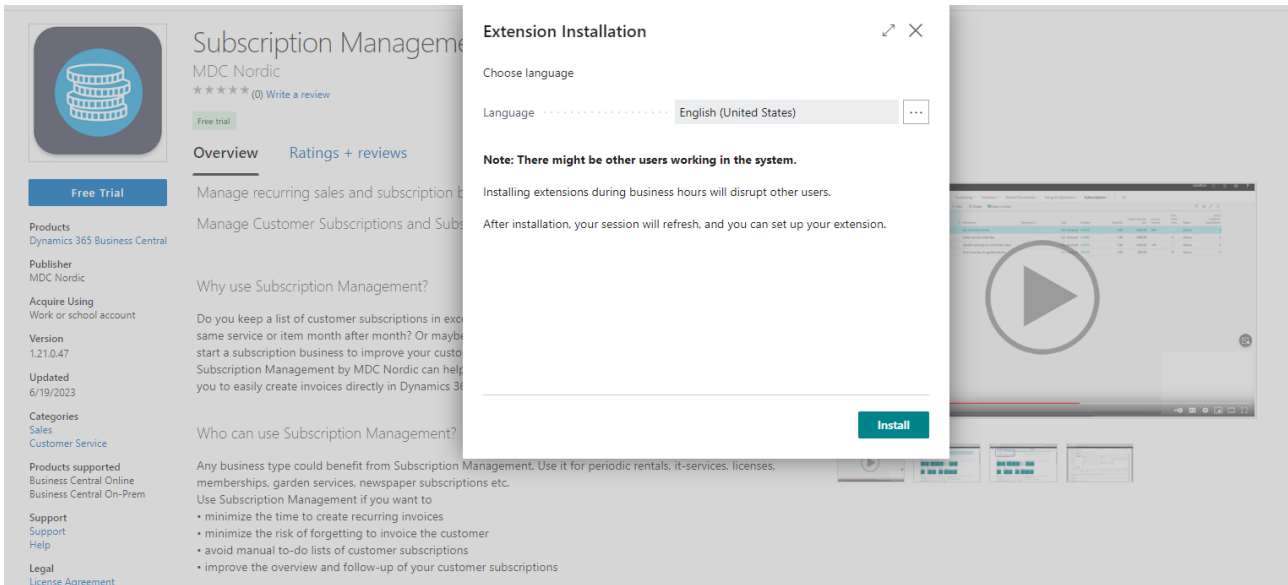 Subscription Manageme
MDC Nordic
(0) Write a review
Free trial
Overview
Ratings + reviews
Free Trial
Products
Dynamics 365 Business Central
Publisher
MDC Nordic
Acquire Using
Work or school account
Version
1.21.0.47
Updated
6/19/2023
Categories
Sales
Customer Service
Products supported
Business Central Online
Business Central On-Prem
Support
Support
Help
Legal
License Agreement
Manage recurring sales and subscription b
Manage Customer Subscriptions and Subs
Why use Subscription Management?
Do you keep a list of customer subscriptions in exce
same service or item month after month? Or maybe
start a subscription business to improve your custo
Subscription Management by MDC Nordic can help
you to easily create invoices directly in Dynamics 36
Who can use Subscription Management?
Any business type could benefit from Subscription Management. Use it for periodic rentals, it-services, licenses,
memberships, garden services, newspaper subscriptions etc.
Use Subscription Management if you want to
• minimize the time to create recurring invoices
• minimize the risk of forgetting to invoice the customer
• avoid manual to-do lists of customer subscriptions
• improve the overview and follow-up of your customer subscriptions
Extension Installation
Choose language
Language
English (United States)
Note: There might be other users working in the system.
Installing extensions during business hours will disrupt other users.
After installation, your session will refresh, and you can set up your extension.
Install